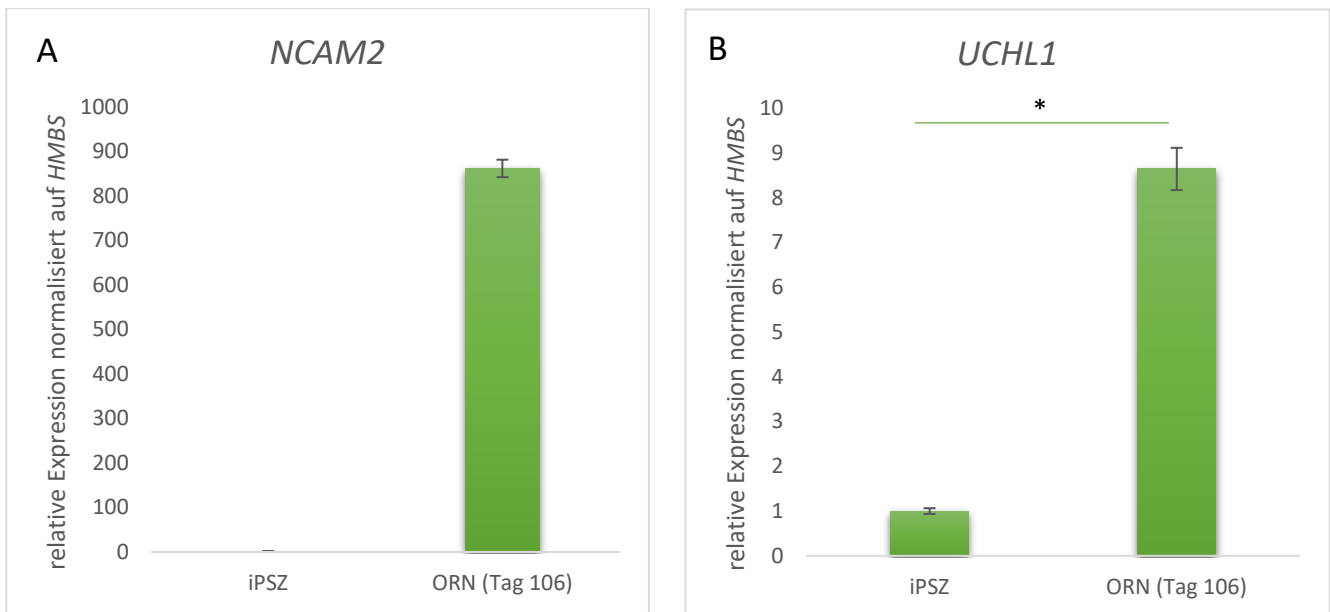 A
NCAM2
relative Expression normalisiert auf HMBS
1000
900
800
700
600
500
400
300
200
100
0
iPSZ
ORN (Tag 106)
B
UCHL1
relative Expression normalisiert auf HMBS
*
10
9
8
7
6
5
4
3
2
1
0
iPSZ
ORN (Tag 106)